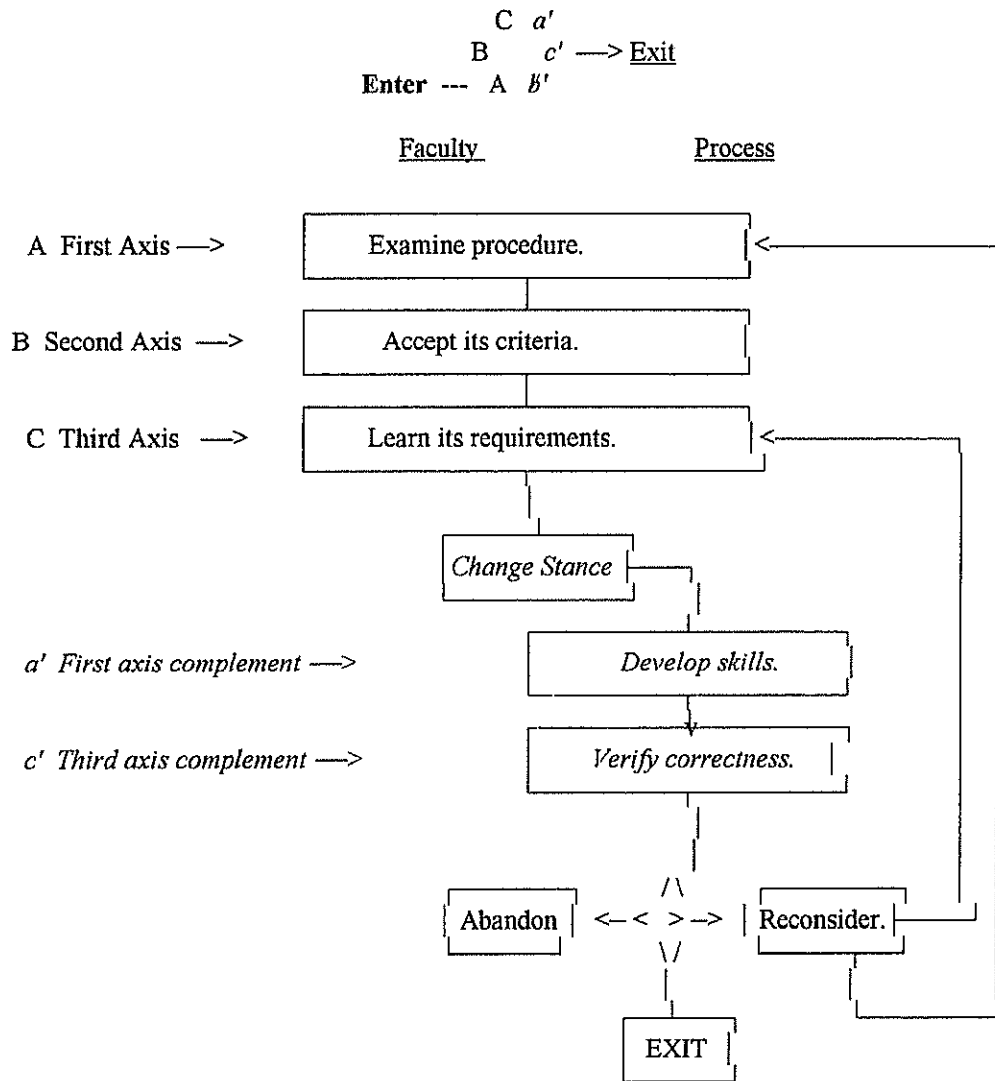 C a'
B c' —> Exit
Enter --- A b'
Faculty Process
A First Axis —> Examine procedure.
B Second Axis —> Accept its criteria.
C Third Axis —> Learn its requirements.
Change Stance
a' First axis complement —> Develop skills.
c' Third axis complement —> Verify correctness.
Abandon <– < > –> Reconsider.
EXIT